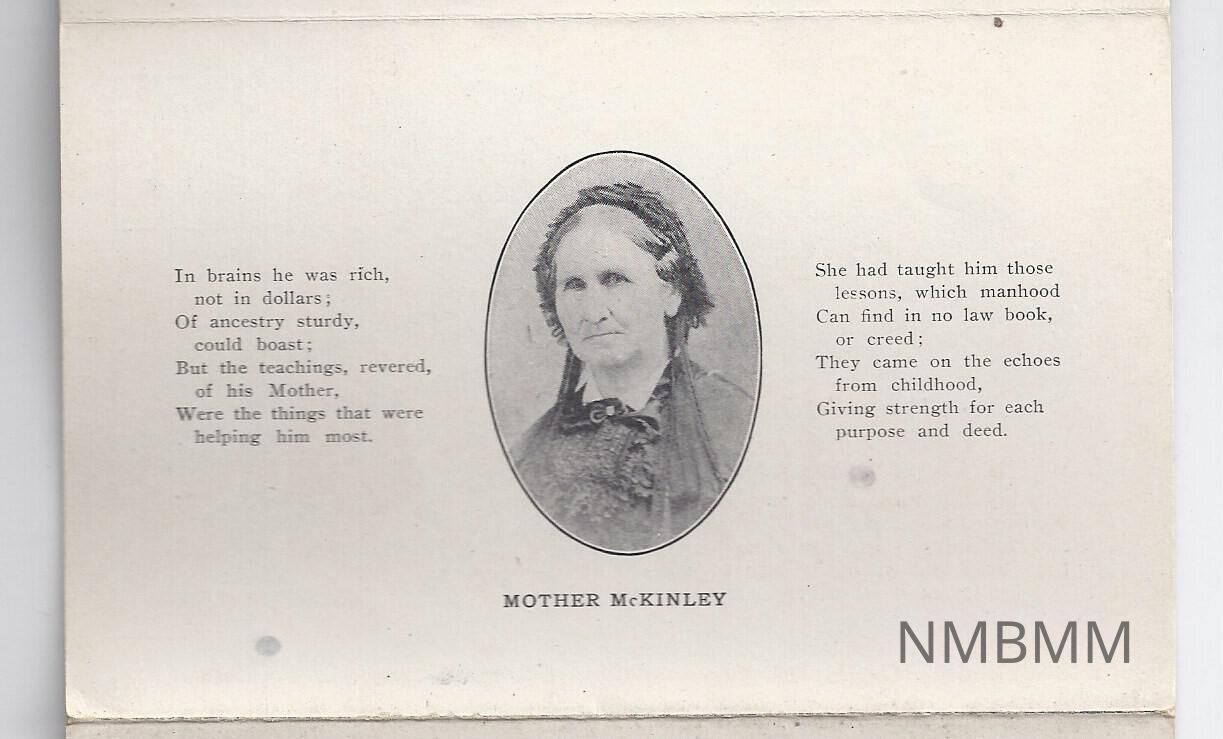 In brains he was rich,
not in dollars;
Of ancestry sturdy,
could boast;
But the teachings, revered,
of his Mother,
Were the things that were
helping him most.
She had taught him those
lessons, which manhood
Can find in no law book,
or creed;
They came on the echoes
from childhood,
Giving strength for each
purpose and deed.
MOTHER McKINLEY
NMBMM